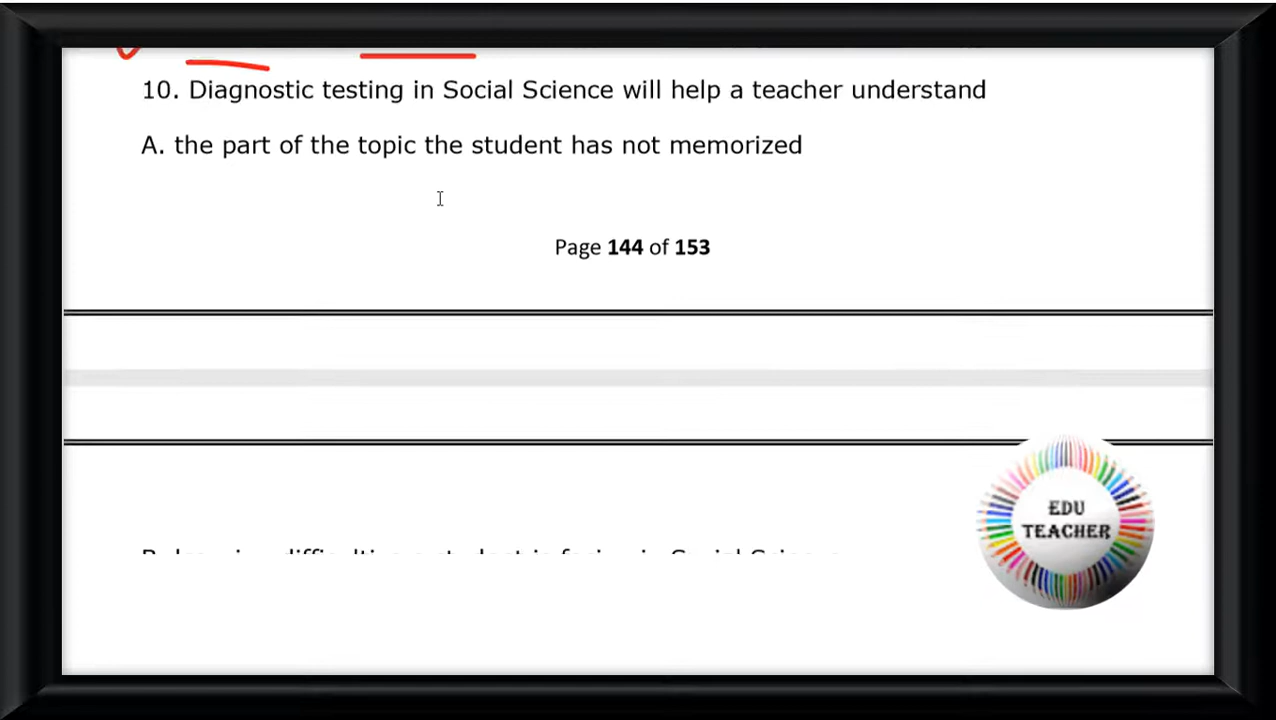 10. Diagnostic testing in Social Science will help a teacher understand
A. the part of the topic the student has not memorized
Page 144 of 153
EDU
TEACHER